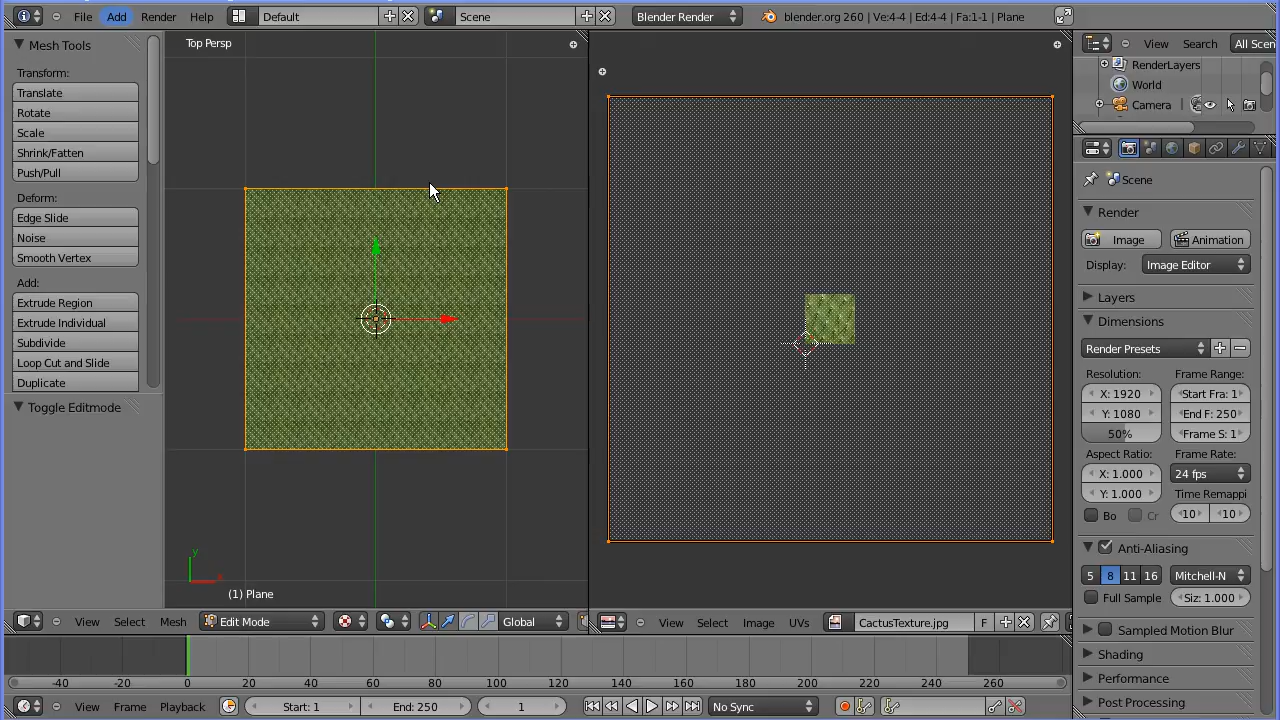 Add Render Window Help Default Scene Blender Render blender.org 260 | Ve:4-4 | Ed:4-4 | Fa:1-1 | Plane
Mesh Tools
Transform:
Translate
Rotate
Scale
Shrink/Fatten
Push/Pull
Deform:
Edge Slide
Noise
Smooth Vertex
Add:
Extrude Region
Extrude Individual
Subdivide
Loop Cut and Slide
Duplicate
Toggle Editmode
Top Persp
y
(1) Plane
View Select Mesh Edit Mode Global
View Select Image UVs CactusTexture.jpg F
-40 -20 0 20 40 60 80 100 120 140 160 180 200 220 240 260
View Frame Playback Start: 1 End: 250 1 No Sync
View Search All Scen
RenderLayers
World
Camera
Scene
Render
Image Animation
Display: Image Editor
Layers
Dimensions
Render Presets
Resolution: Frame Range:
X: 1920 Start Fra: 1
Y: 1080 End F: 250
50% Frame S: 1
Aspect Ratio: Frame Rate:
X: 1.000 24 fps
Y: 1.000 Time Remappi
Bo Cr 10 10
Anti-Aliasing
5 8 11 16 Mitchell-N
Full Sample Siz: 1.000
Sampled Motion Blur
Shading
Performance
Post Processing